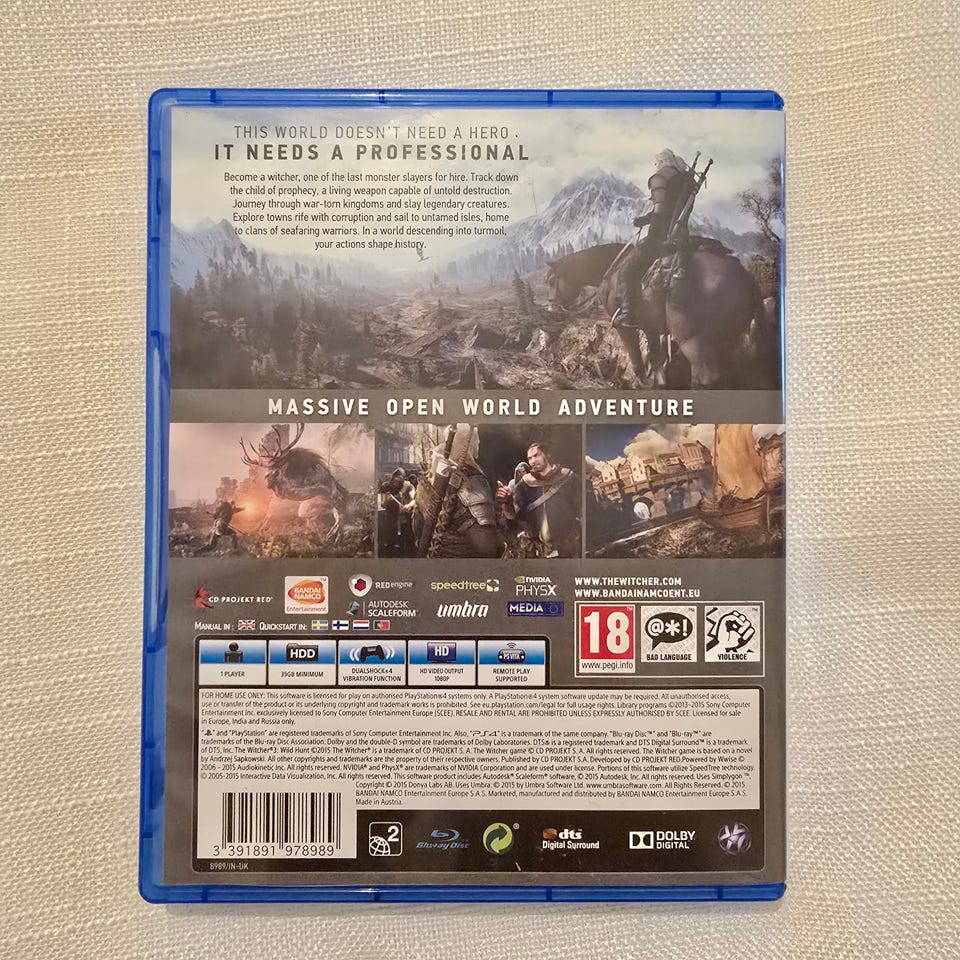 THIS WORLD DOESN'T NEED A HERO.
IT NEEDS A PROFESSIONAL
Become a witcher, one of the last monster slayers for hire. Track down
the child of prophecy, a living weapon capable of untold destruction.
Journey through war-torn kingdoms and slay legendary creatures.
Explore towns rife with corruption and sail to untamed isles, home
to clans of seafaring warriors. In a world descending into turmoil,
your actions shape history.
MASSIVE OPEN WORLD ADVENTURE
CD PROJEKT RED®
BANDAI NAMCO Entertainment
REDengine
speedtree
NVIDIA PHYSX
AUTODESK SCALEFORM
umbra
MEDIA
WWW.THEWITCHER.COM
WWW.BANDAINAMCOENT.EU
MANUAL IN : QUICKSTART IN :
18
www.pegi.info
@*!
BAD LANGUAGE
VIOLENCE
1 PLAYER
HDD
35GB MINIMUM
DUALSHOCK®4 VIBRATION FUNCTION
HD
HD VIDEO OUTPUT 1080P
PS VITA
REMOTE PLAY SUPPORTED
FOR HOME USE ONLY: This software is licensed for play on authorised PlayStation®4 systems only. A PlayStation®4 system software update may be required. All unauthorised access,
use or transfer of the product or its underlying copyright and trademark works is prohibited. See eu.playstation.com/legal for full usage rights. Library programs ©2013-2015 Sony Computer
Entertainment Inc. exclusively licensed to Sony Computer Entertainment Europe (SCEE). RESALE AND RENTAL ARE PROHIBITED UNLESS EXPRESSLY AUTHORISED BY SCEE. Licensed for sale
in Europe, India and Russia only.
and "PlayStation" are registered trademarks of Sony Computer Entertainment Inc. Also, "PS4" is a trademark of the same company. "Blu-ray Disc™" and "Blu-ray™" are
trademarks of the Blu-ray Disc Association. Dolby and the double-D symbol are trademarks of Dolby Laboratories. DTS® is a registered trademark and DTS Digital Surround™ is a trademark
of DTS, Inc. The Witcher®3: Wild Hunt ©2015 The Witcher® is a trademark of CD PROJEKT S.A. The Witcher game © CD PROJEKT S.A. All rights reserved. The Witcher game is based on a novel
by Andrzej Sapkowski. All other copyrights and trademarks are the property of their respective owners. Published by CD PROJEKT S.A. Developed by CD PROJEKT RED.Powered by Wwise ©
2006 - 2015 Audiokinetic Inc. All rights reserved. NVIDIA® and PhysX® are trademarks of NVIDIA Corporation and are used under license. Portions of this software utilize SpeedTree technology.
© 2005-2015 Interactive Data Visualization, Inc. All rights reserved. This software product includes Autodesk® Scaleform® software, © 2015 Autodesk, Inc. All rights reserved. Uses Simplygon™,
Copyright © 2015 Donya Labs AB. Uses Umbra: © 2015 by Umbra Software Ltd. www.umbrasoftware.com. All Rights Reserved. © 2015
BANDAI NAMCO Entertainment Europe S.A.S. Marketed, manufactured and distributed by BANDAI NAMCO Entertainment Europe S.A.S.
Made in Austria.
3 391891 978989
8989/IN-UK
2
Blu-ray Disc
dts Digital Surround
DOLBY DIGITAL